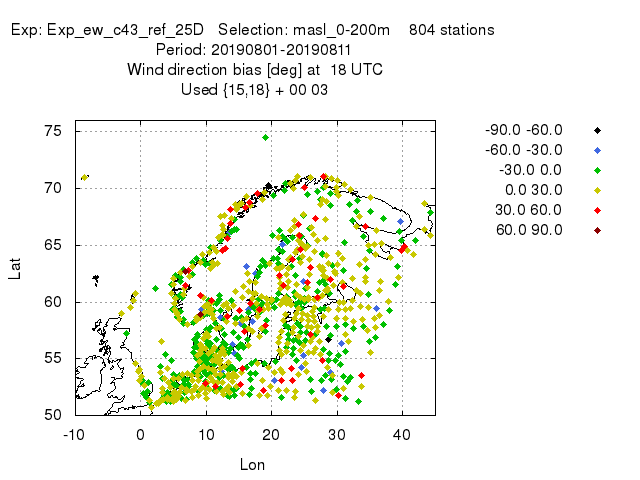 Exp: Exp_ew_c43_ref_25D   Selection: masl_0-200m    804 stations
Period: 20190801-20190811
Wind direction bias [deg] at  18 UTC
Used {15,18} + 00 03
-90.0 -60.0
-60.0 -30.0
-30.0 0.0
0.0 30.0
30.0 60.0
60.0 90.0
75
70
65
60
55
50
Lat
-10 0 10 20 30 40
Lon